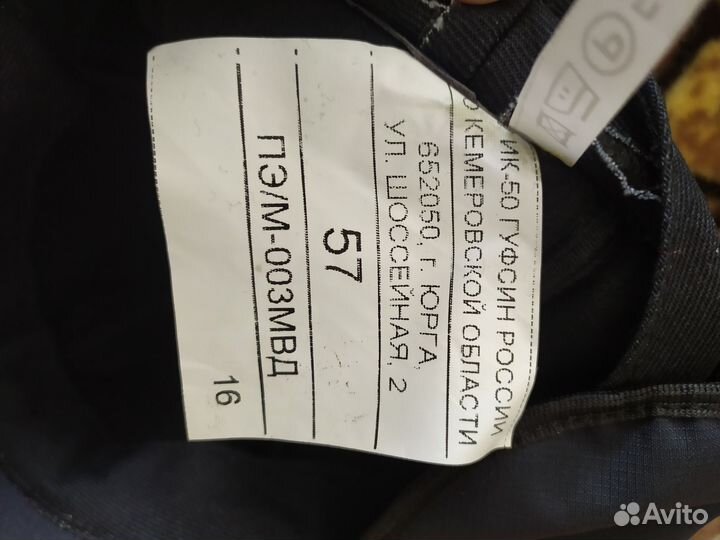 ИК-50 ГУФСИН РОССИИ
О КЕМЕРОВСКОЙ ОБЛАСТИ
652050, г. ЮРГА,
УЛ. ШОССЕЙНАЯ, 2
57
ПЭ/М-003МВД
16
Avito